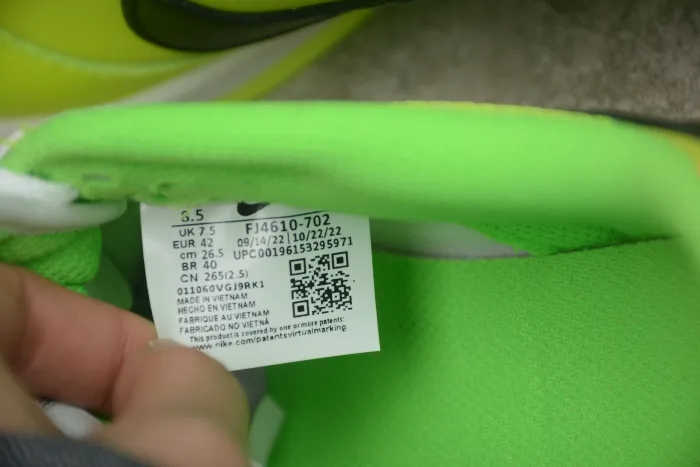 8.5
UK 7.5
EUR 42
cm 26.5
BR 40
CN 265(2.5)
FJ4610-702
09/14/22 | 10/22/22
UPC00196153295971
011060VGJ9RK1
MADE IN VIETNAM
HECHO EN VIETNAM
FABRIQUE AU VIETNAM
FABRICADO NO VIETNÃ
This product is covered by one or more patents:
www.nike.com/patentsvirtualmarking